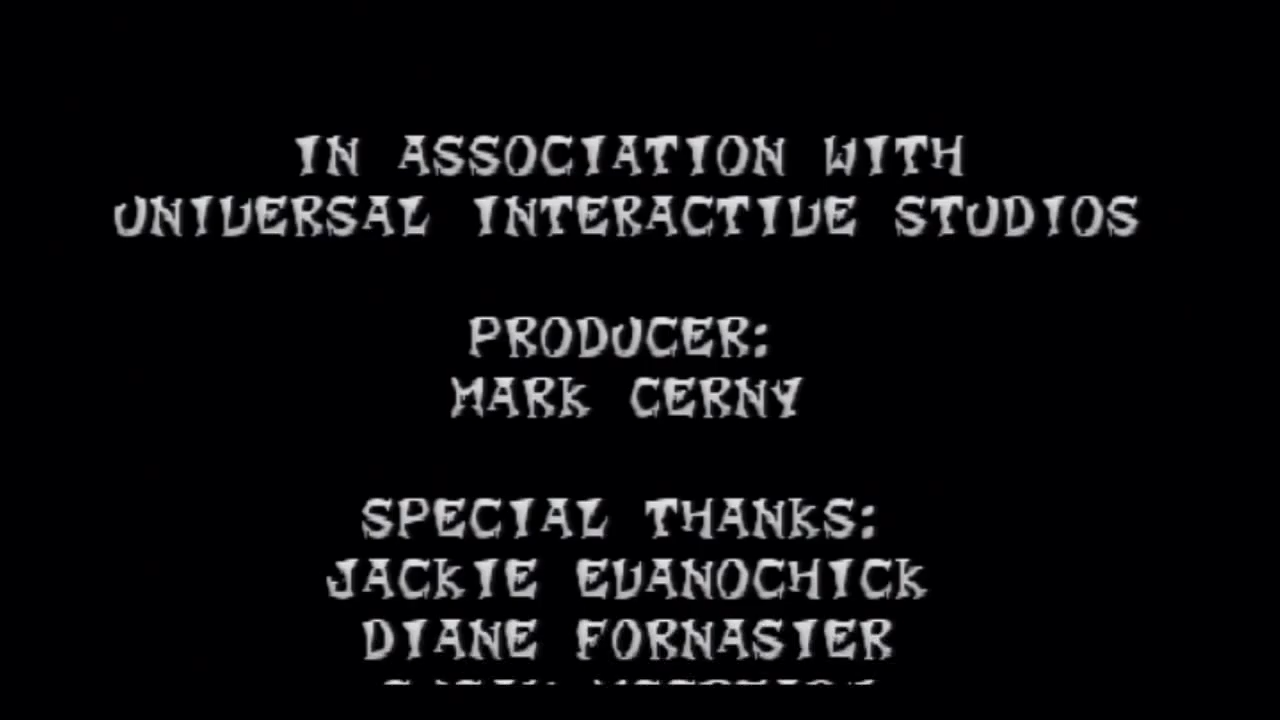 IN ASSOCIATION WITH
UNIVERSAL INTERACTIVE STUDIOS
PRODUCER:
MARK CERNY
SPECIAL THANKS:
JACKIE EVANOCHICK
DIANE FORNASIER